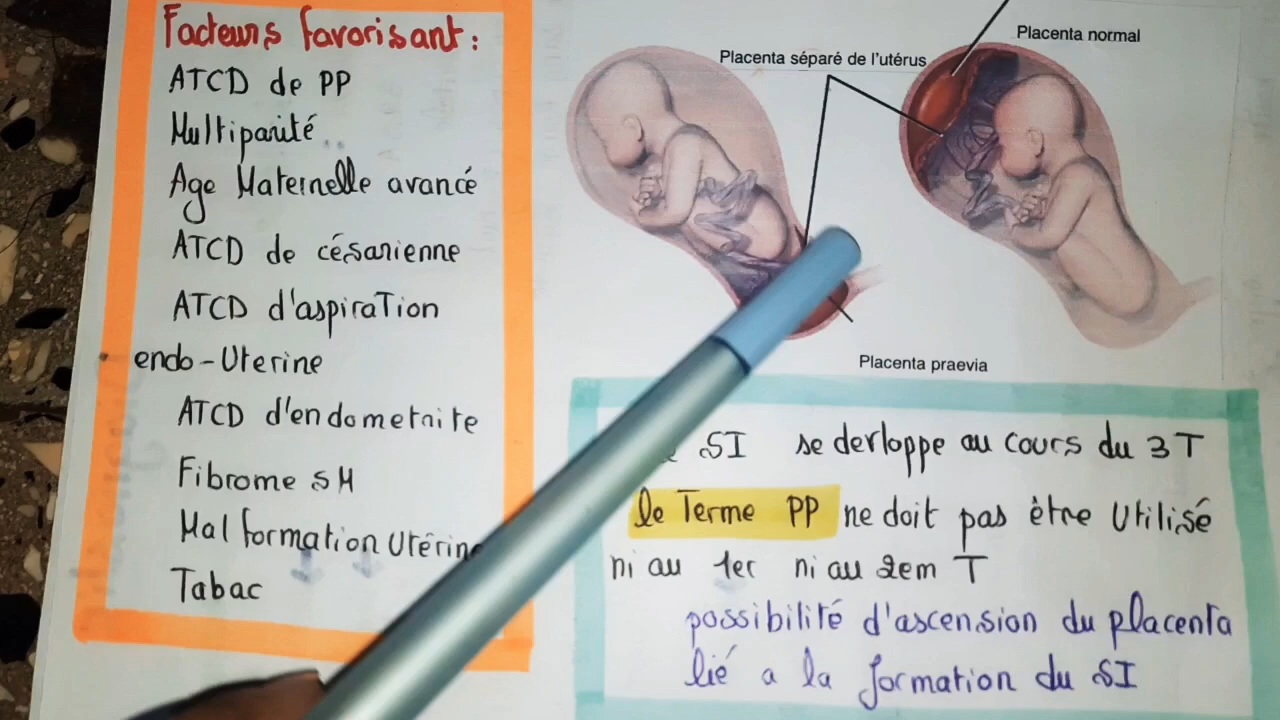 Facteurs favorisant :
ATCD de PP
Multiparité
Age Maternelle avancé
ATCD de césarienne
ATCD d'aspiration
endo-Uterine
ATCD d'endometrite
Fibrome SM
Mal formation Utérine
Tabac
Placenta séparé de l'utérus
Placenta normal
Placenta praevia
SI se derloppe au cours du 3 T
le Terme PP ne doit pas être Utilisé
ni au 1er ni au 2em T
possibilité d'ascension du placenta
lié a la formation du SI